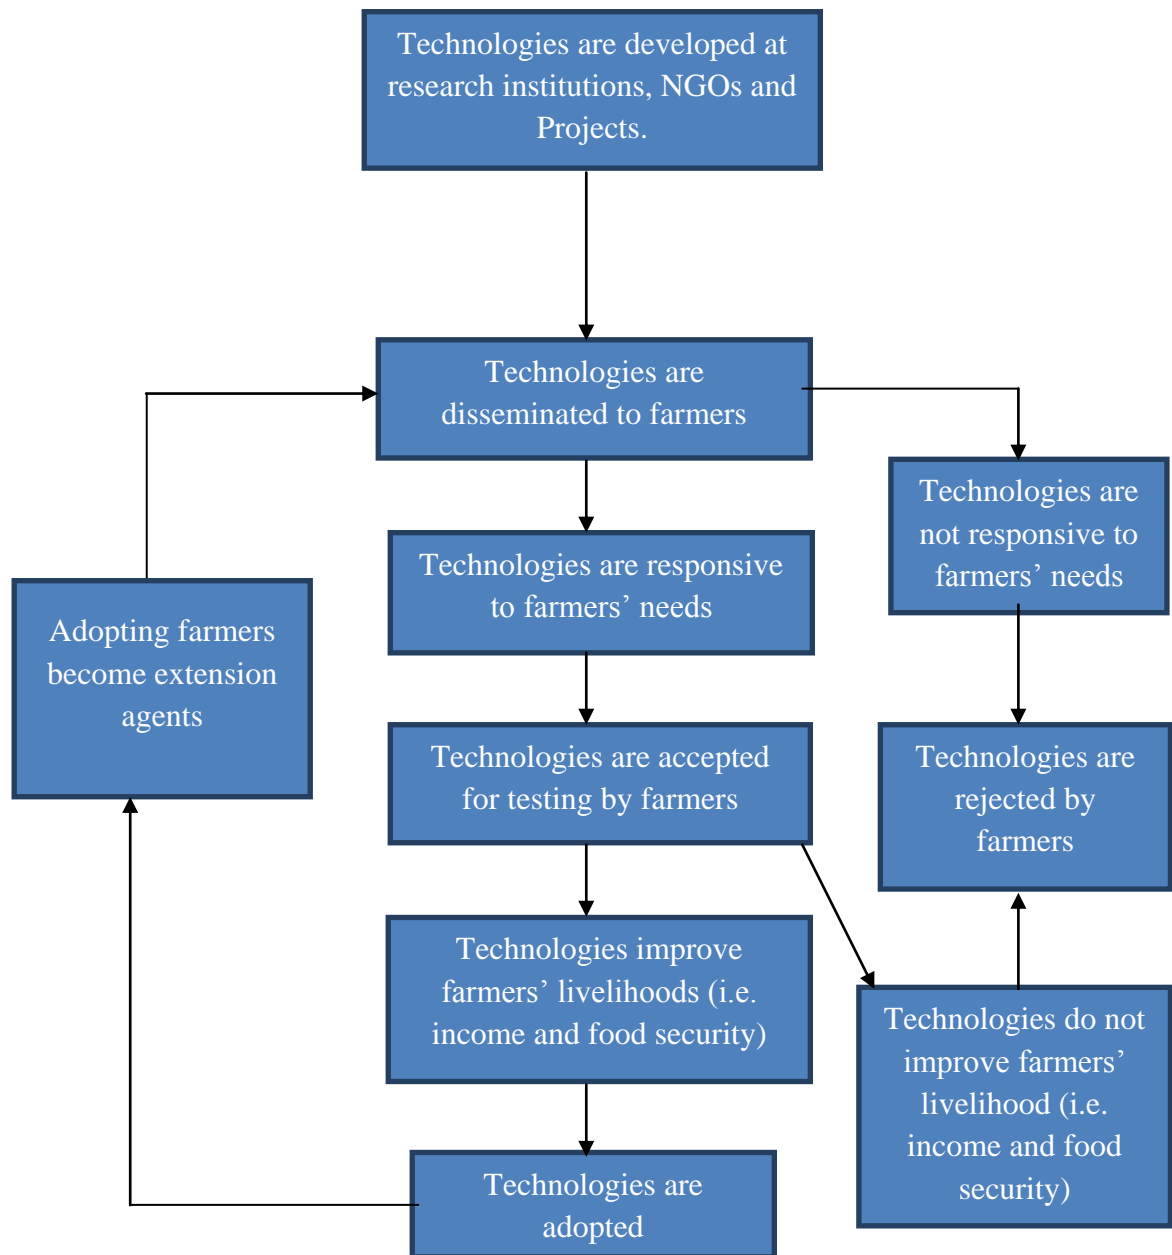 Technologies are developed at
research institutions, NGOs and
Projects.
Technologies are
disseminated to farmers
Technologies are
not responsive to
farmers’ needs
Technologies are responsive
to farmers’ needs
Adopting farmers
become extension
agents
Technologies are accepted
for testing by farmers
Technologies are
rejected by
farmers
Technologies improve
farmers’ livelihoods (i.e.
income and food security)
Technologies do not
improve farmers’
livelihood (i.e.
income and food
security)
Technologies are
adopted